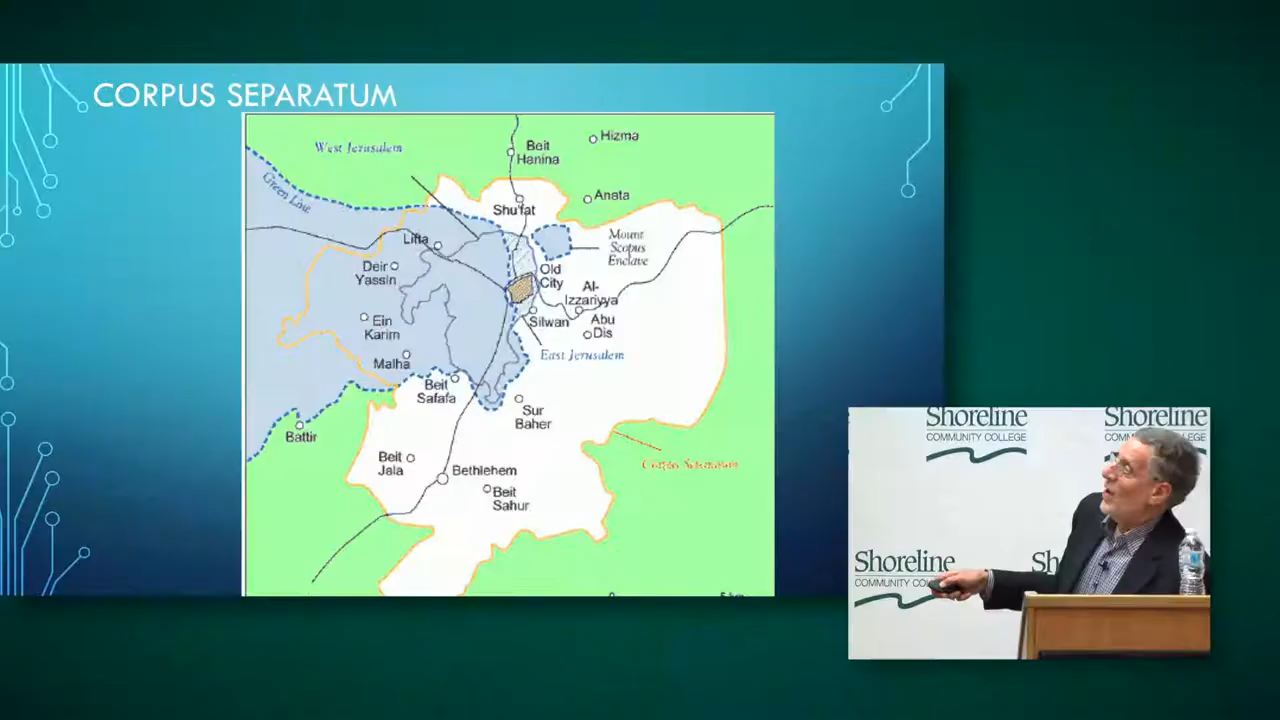 CORPUS SEPARATUM
West Jerusalem
Beit
Hanina
Hizma
Green Line
Anata
Shu'fat
Lifta
Mount
Scopus
Enclave
Deir
Yassin
Old
City
Al-
Izzariyya
Ein
Karim
Silwan
Abu
Dis
Malha
East Jerusalem
Beit
Safafa
Sur
Baher
Battir
Beit
Jala
Bethlehem
Corpus Separatum
Beit
Sahur
Shoreline
COMMUNITY COLLEGE
Shoreline
COMMUNITY COLLEGE
Shoreline
COMMUNITY
Sh